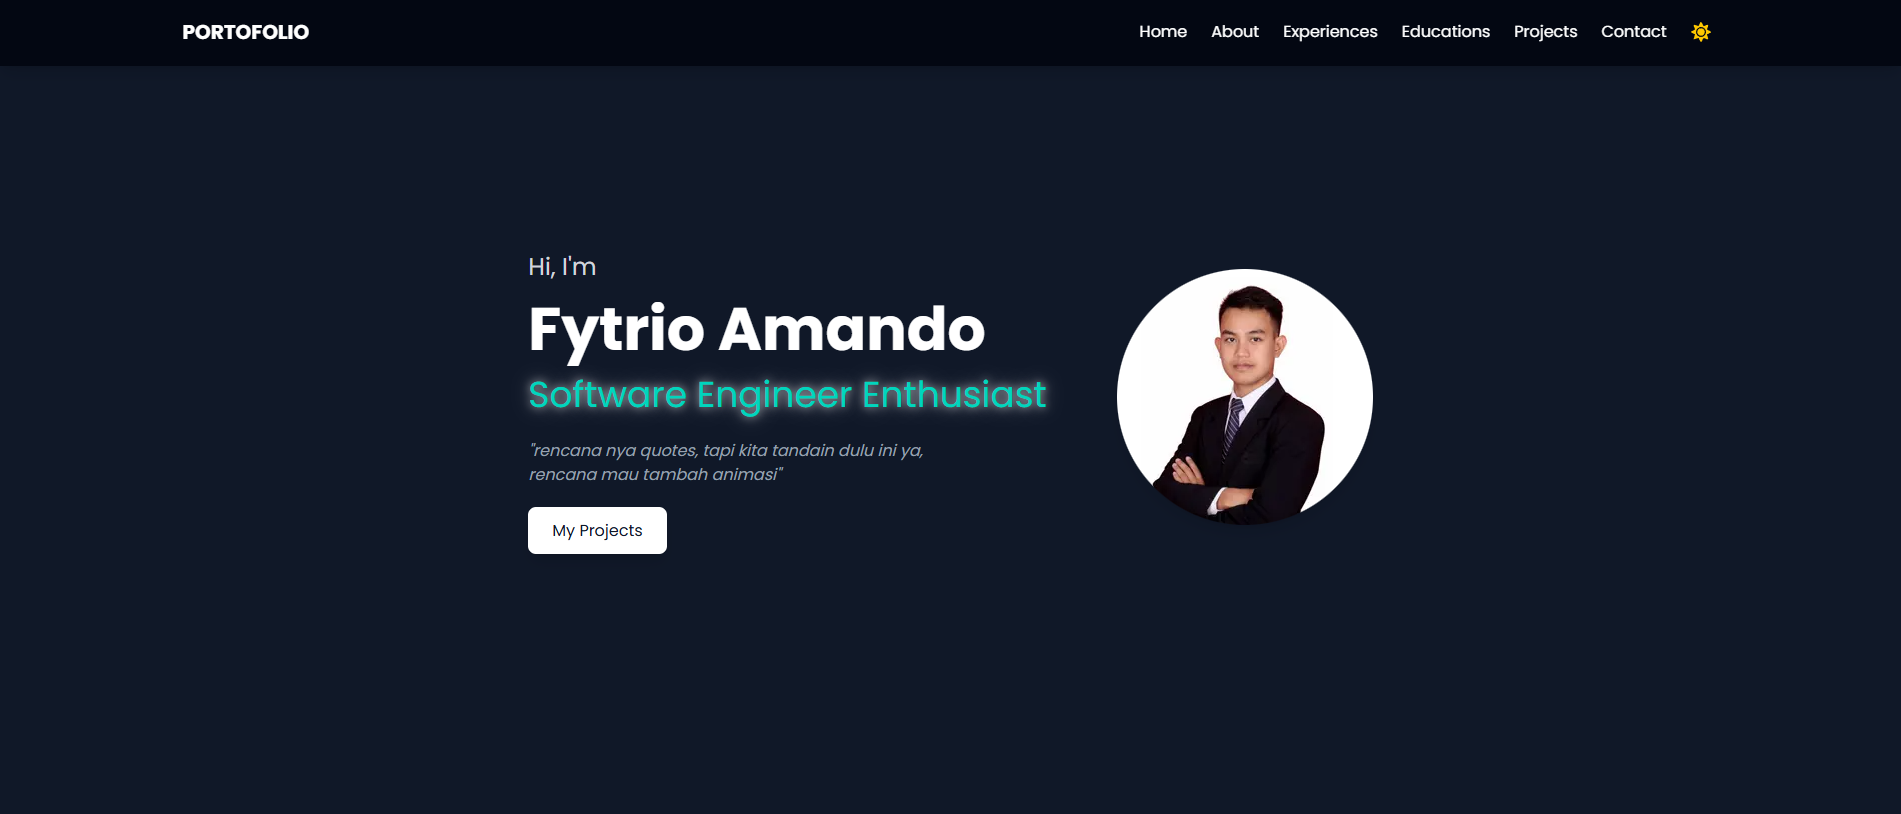 PORTOFOLIO
Home About Experiences Educations Projects Contact
Hi, I'm
Fytrio Amando
Software Engineer Enthusiast
"rencana nya quotes, tapi kita tandain dulu ini ya,
rencana mau tambah animasi"
My Projects